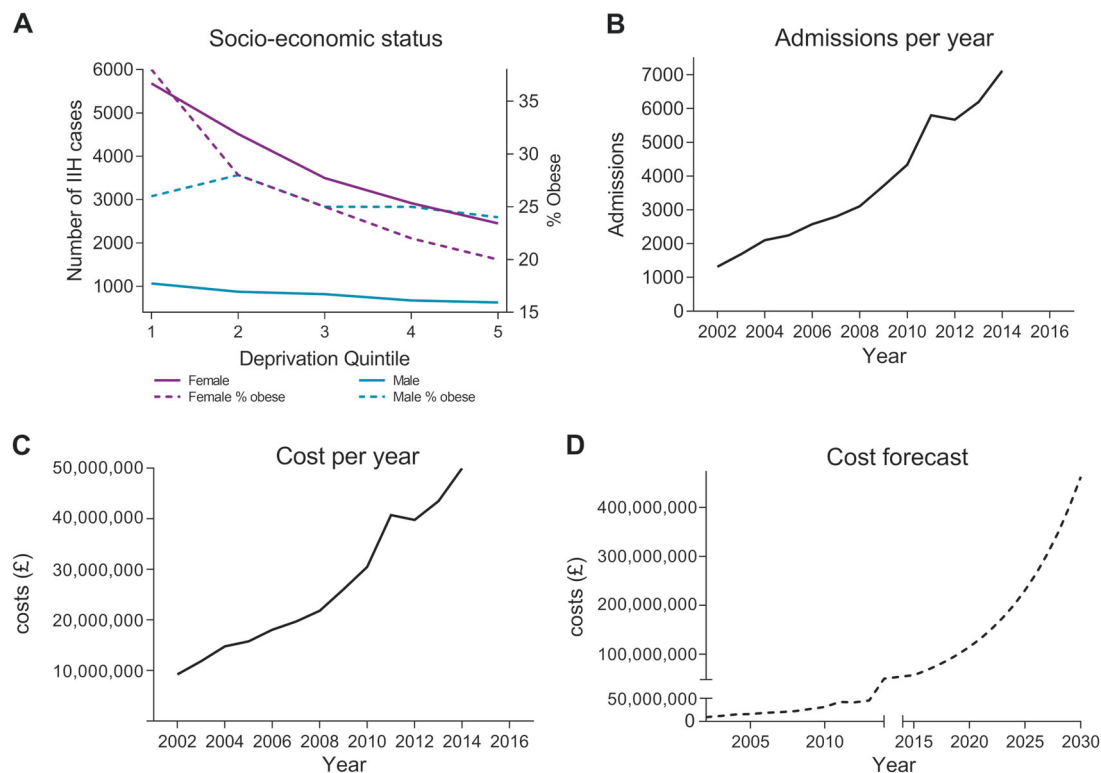 A
Socio-economic status
6000
5000
4000
3000
2000
1000
Number of IIH cases
35
30
25
20
15
% Obese
1 2 3 4 5
Deprivation Quintile
Female Male
Female % obese Male % obese
B
Admissions per year
7000
6000
5000
4000
3000
2000
1000
0
Admissions
2002 2004 2006 2008 2010 2012 2014 2016
Year
C
Cost per year
50,000,000
40,000,000
30,000,000
20,000,000
10,000,000
costs (£)
2002 2004 2006 2008 2010 2012 2014 2016
Year
D
Cost forecast
400,000,000
300,000,000
200,000,000
100,000,000
50,000,000
0
costs (£)
2005 2010 2015 2020 2025 2030
Year